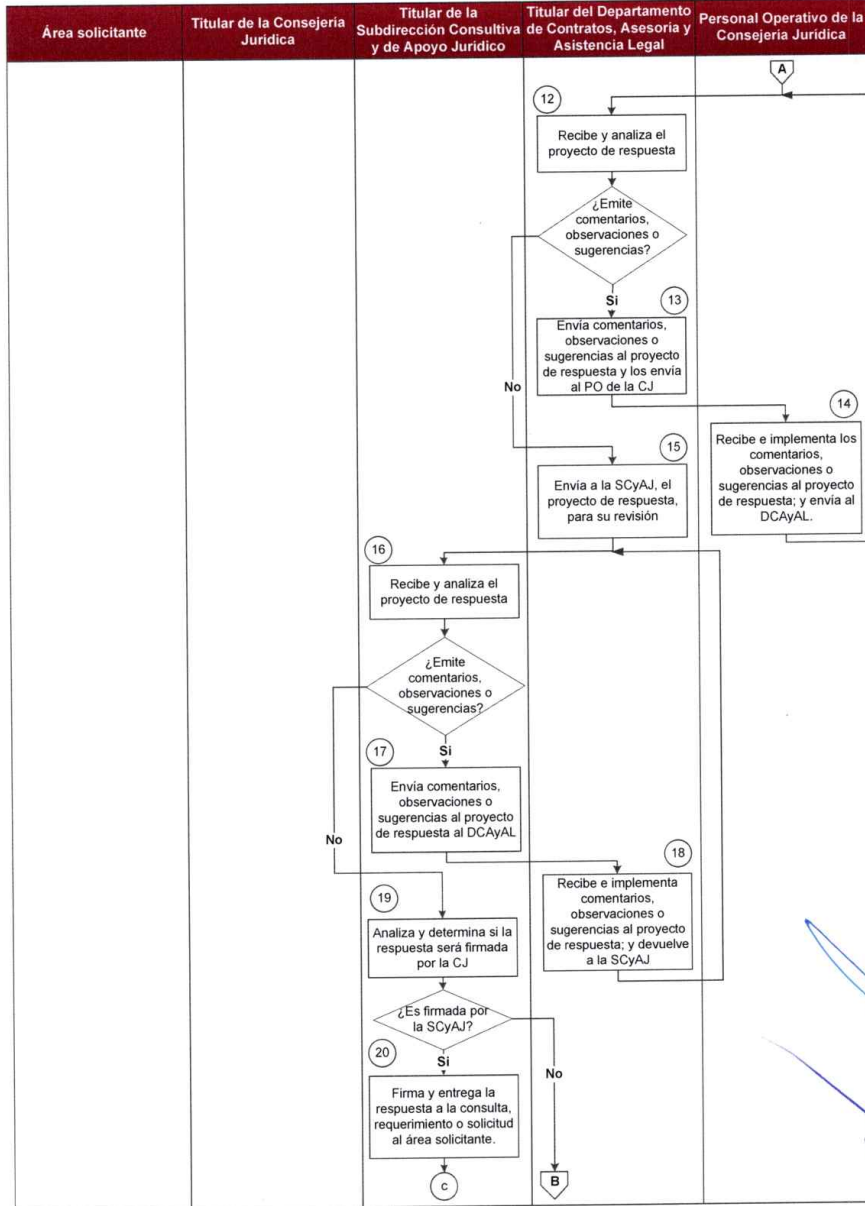 Área solicitante
Titular de la Consejería
Jurídica
Titular de la
Subdirección Consultiva
y de Apoyo Jurídico
Titular del Departamento
de Contratos, Asesoría y
Asistencia Legal
Personal Operativo de la
Consejería Jurídica
A
12
Recibe y analiza el
proyecto de respuesta
¿Emite
comentarios,
observaciones o
sugerencias?
Si
13
Envía comentarios,
observaciones o
sugerencias al proyecto
de respuesta y los envía
al PO de la CJ
No
14
Recibe e implementa los
comentarios,
observaciones o
sugerencias al proyecto
de respuesta; y envía al
DCAyAL.
15
Envía a la SCyAJ, el
proyecto de respuesta,
para su revisión
16
Recibe y analiza el
proyecto de respuesta
¿Emite
comentarios,
observaciones o
sugerencias?
Si
17
Envía comentarios,
observaciones o
sugerencias al proyecto
de respuesta al DCAyAL
No
18
Recibe e implementa
comentarios,
observaciones o
sugerencias al proyecto
de respuesta; y devuelve
a la SCyAJ
19
Analiza y determina si la
respuesta será firmada
por la CJ
¿Es firmada por
la SCyAJ?
Si
No
20
Firma y entrega la
respuesta a la consulta,
requerimiento o solicitud
al área solicitante.
c
B